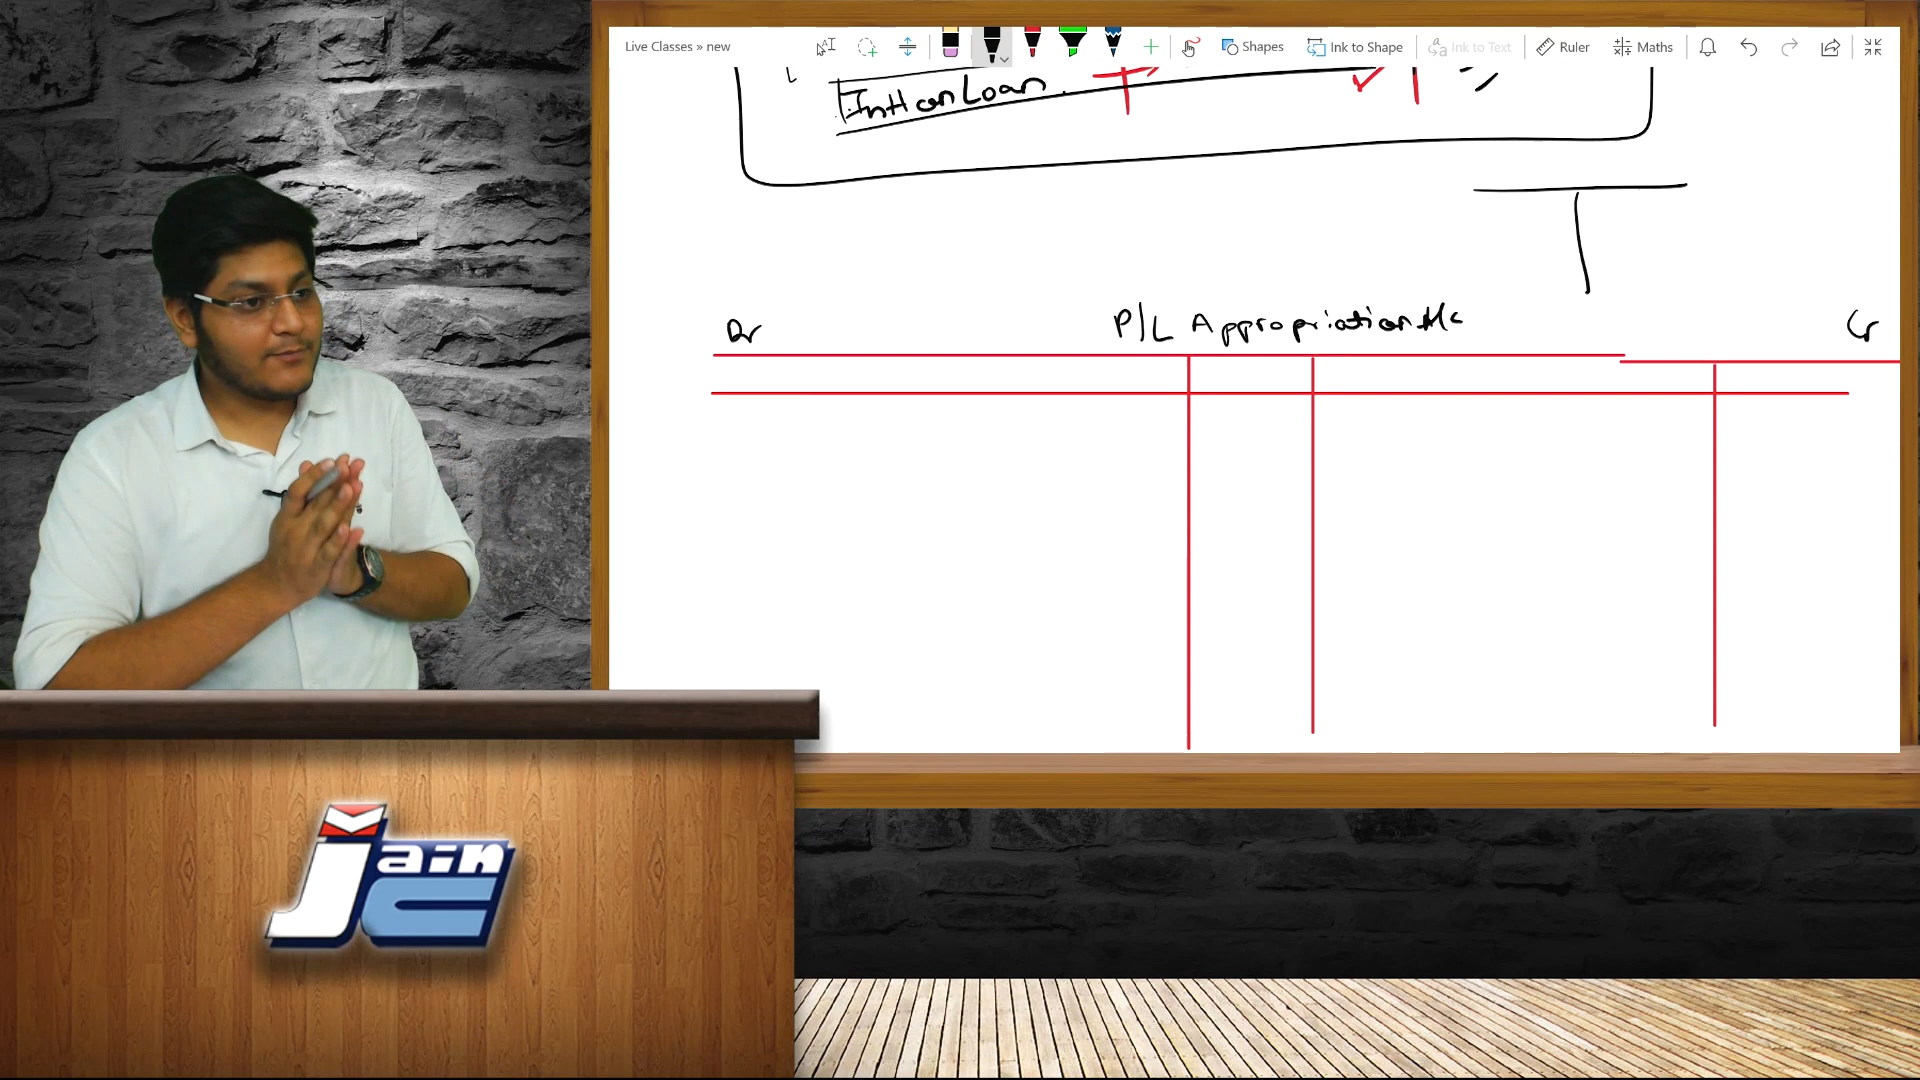 Live Classes » new
Shapes
Ink to Shape
Ink to Text
Ruler
Maths
Int on Loan
Dr
P/L Appropriation A/c
Cr
Jain
C